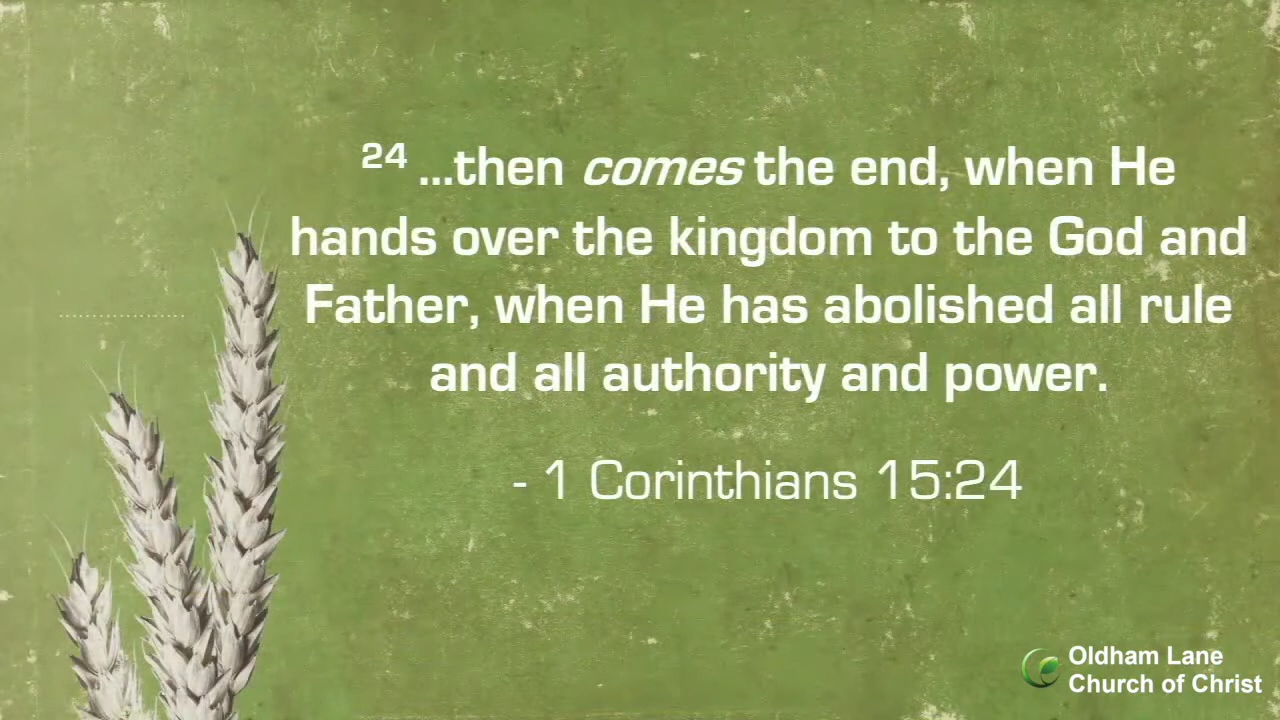 24 ...then comes the end, when He
hands over the kingdom to the God and
Father, when He has abolished all rule
and all authority and power.
- 1 Corinthians 15:24
Oldham Lane
Church of Christ